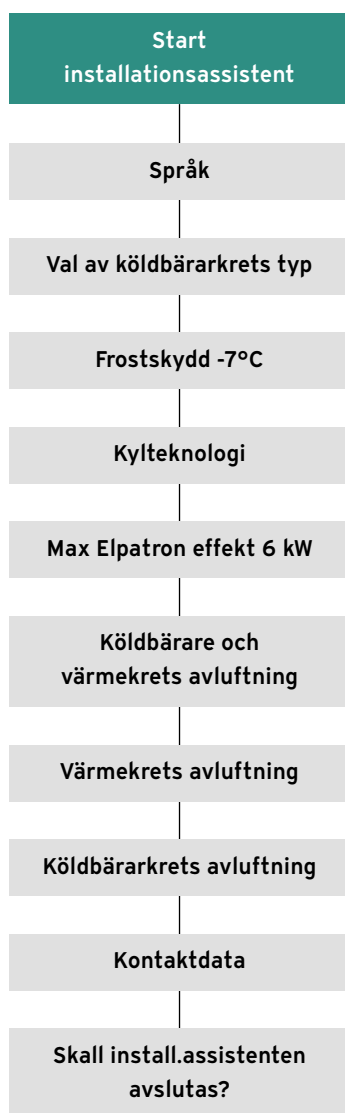 Start
installationsassistent
Språk
Val av köldbärarkrets typ
Frostskydd -7°C
Kylteknologi
Max Elpatron effekt 6 kW
Köldbärare och
värmekrets avluftning
Värmekrets avluftning
Köldbärarkrets avluftning
Kontaktdata
Skall install.assistenten
avslutas?